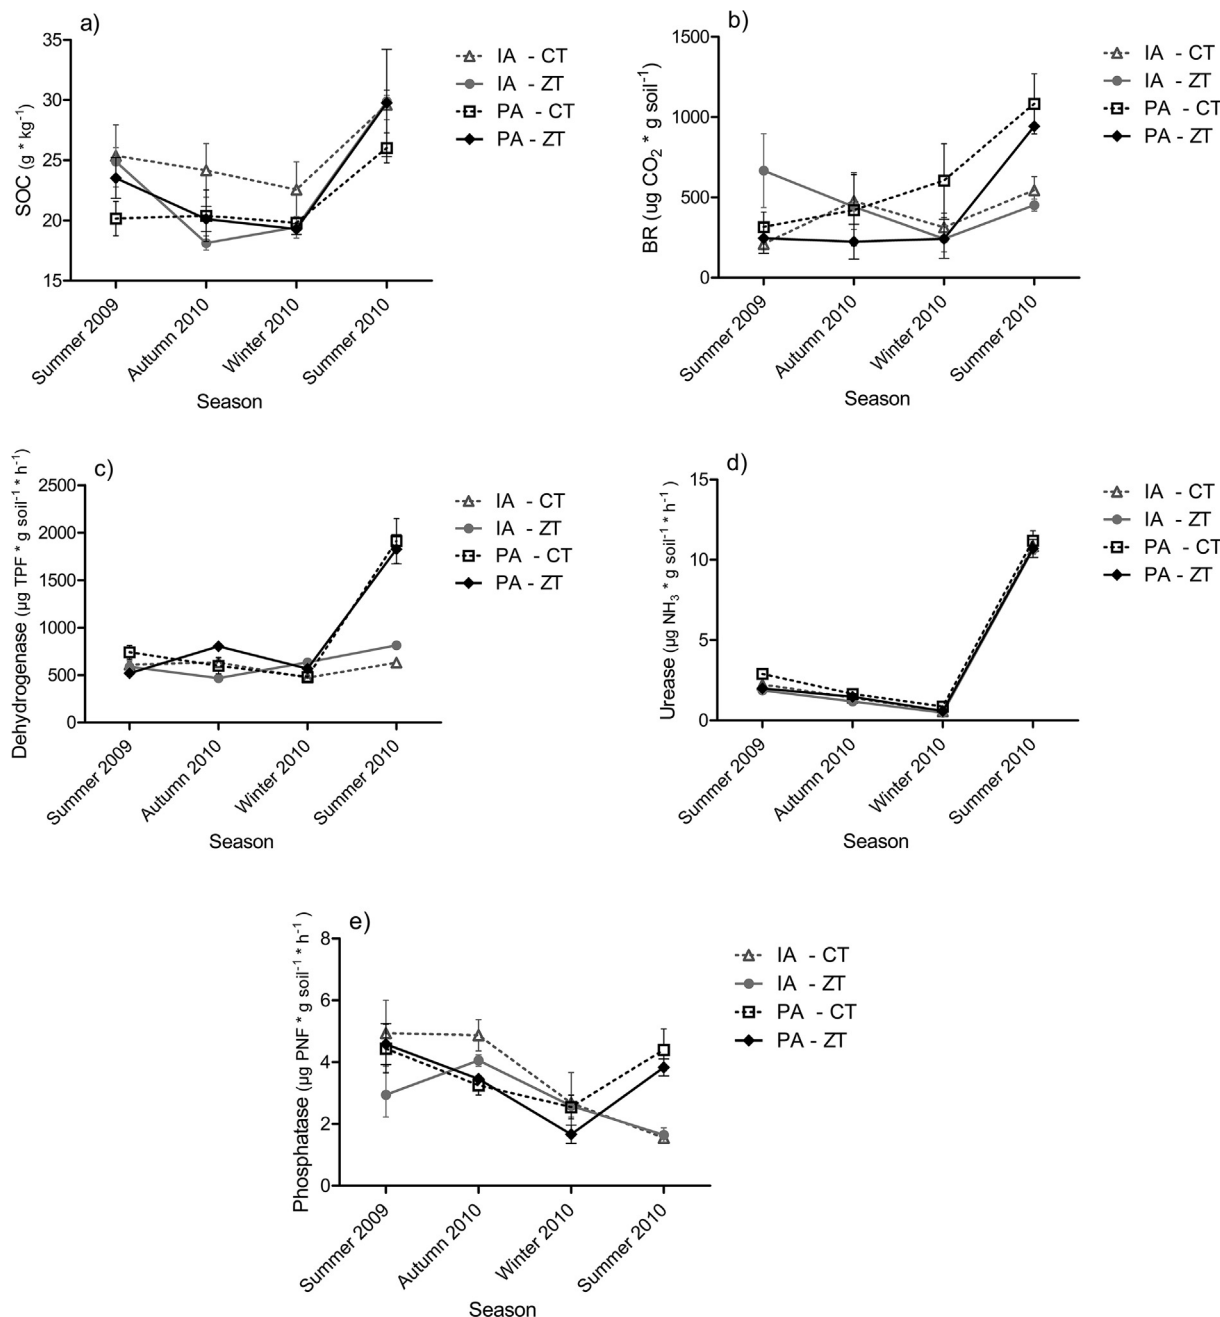 a)
SOC (g * kg⁻¹)
35
30
25
20
15
Summer 2009
Autumn 2010
Winter 2010
Summer 2010
Season
IA - CT
IA - ZT
PA - CT
PA - ZT
b)
BR (ug CO₂ * g soil⁻¹)
1500
1000
500
0
Summer 2009
Autumn 2010
Winter 2010
Summer 2010
Season
IA - CT
IA - ZT
PA - CT
PA - ZT
c)
Dehydrogenase (µg TPF * g soil⁻¹ * h⁻¹)
2500
2000
1500
1000
500
0
Summer 2009
Autumn 2010
Winter 2010
Summer 2010
Season
IA - CT
IA - ZT
PA - CT
PA - ZT
d)
Urease (µg NH₃ * g soil⁻¹ * h⁻¹ )
15
10
5
0
Summer 2009
Autumn 2010
Winter 2010
Summer 2010
Season
IA - CT
IA - ZT
PA - CT
PA - ZT
e)
Phosphatase (µg PNF * g soil⁻¹ * h⁻¹ )
8
6
4
2
0
Summer 2009
Autumn 2010
Winter 2010
Summer 2010
Season
IA - CT
IA - ZT
PA - CT
PA - ZT